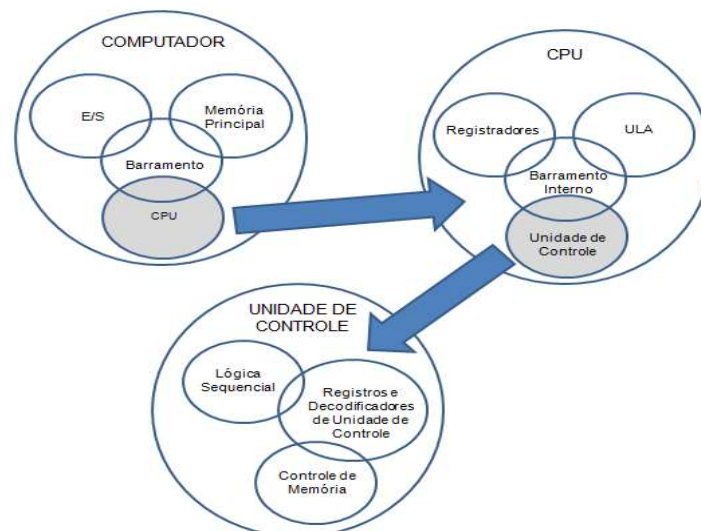 COMPUTADOR
E/S
Memória
Principal
Barramento
CPU
CPU
Registradores
ULA
Barramento
Interno
Unidade de
Controle
UNIDADE DE
CONTROLE
Lógica
Sequencial
Registros e
Decodificadores
de Unidade de
Controle
Controle de
Memória